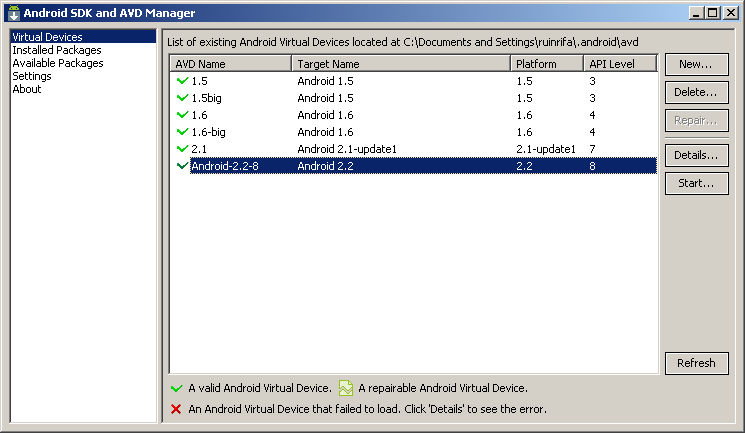 Android SDK and AVD Manager
Virtual Devices
Installed Packages
Available Packages
Settings
About
List of existing Android Virtual Devices located at C:\Documents and Settings\ruinrifa\.android\avd
AVD Name Target Name Platform API Level
1.5 Android 1.5 1.5 3
1.5big Android 1.5 1.5 3
1.6 Android 1.6 1.6 4
1.6-big Android 1.6 1.6 4
2.1 Android 2.1-update1 2.1-update1 7
Android-2.2-8 Android 2.2 2.2 8
New...
Delete...
Repair...
Details...
Start...
Refresh
A valid Android Virtual Device. A repairable Android Virtual Device.
An Android Virtual Device that failed to load. Click 'Details' to see the error.